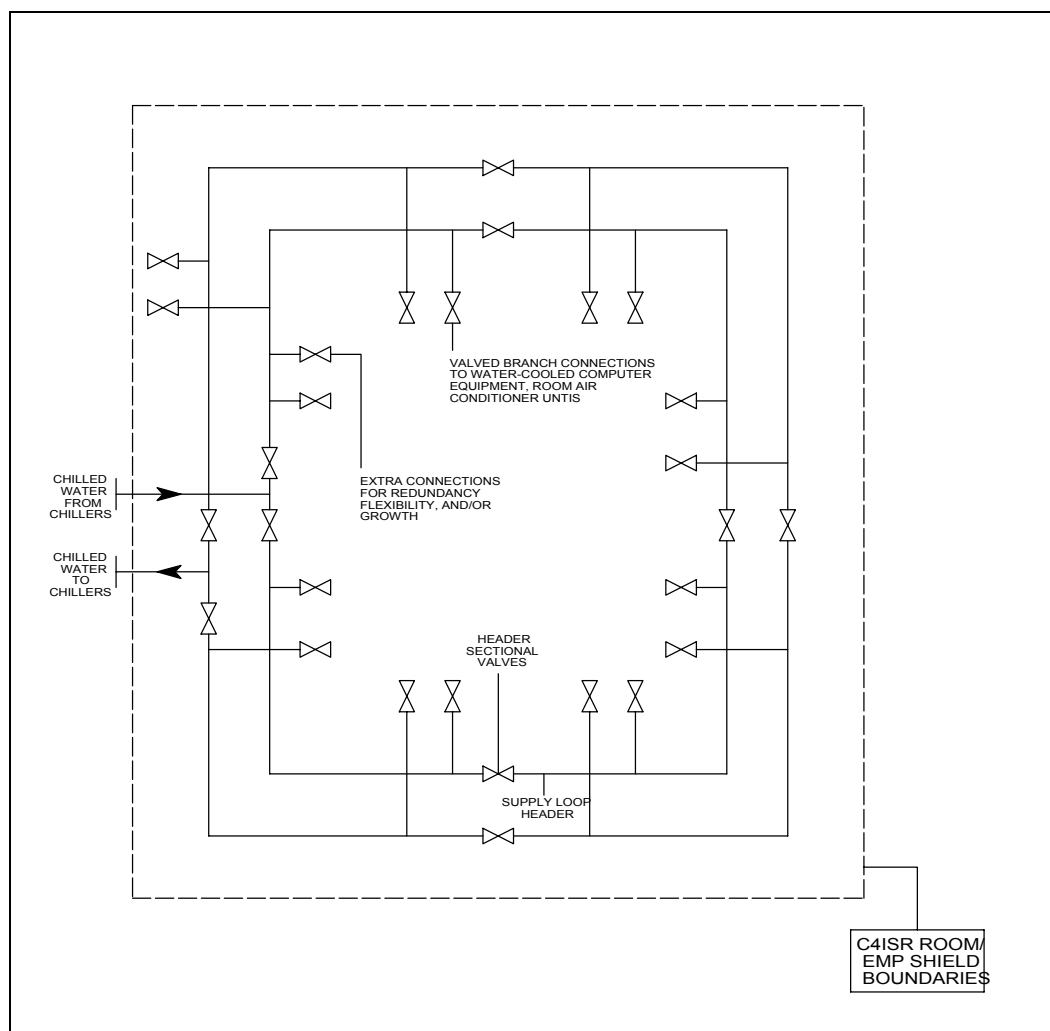 VALVED BRANCH CONNECTIONS
TO WATER-COOLED COMPUTER
EQUIPMENT, ROOM AIR
CONDITIONER UNTIS
EXTRA CONNECTIONS
FOR REDUNDANCY
FLEXIBILITY, AND/OR
GROWTH
CHILLED
WATER
FROM
CHILLERS
CHILLED
WATER
TO
CHILLERS
HEADER
SECTIONAL
VALVES
SUPPLY LOOP
HEADER
C4ISR ROOM/
EMP SHIELD
BOUNDARIES